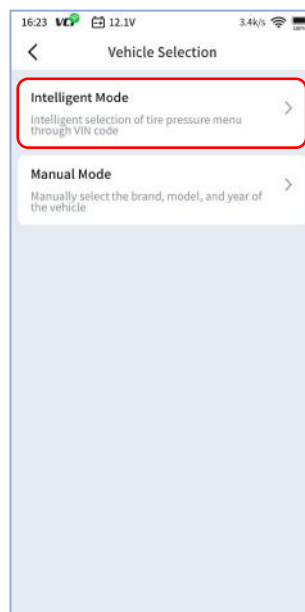 16:23 VCI 12.1V 3.4k/s
Vehicle Selection
Intelligent Mode
Intelligent selection of tire pressure menu
through VIN code
Manual Mode
Manually select the brand, model, and year of
the vehicle